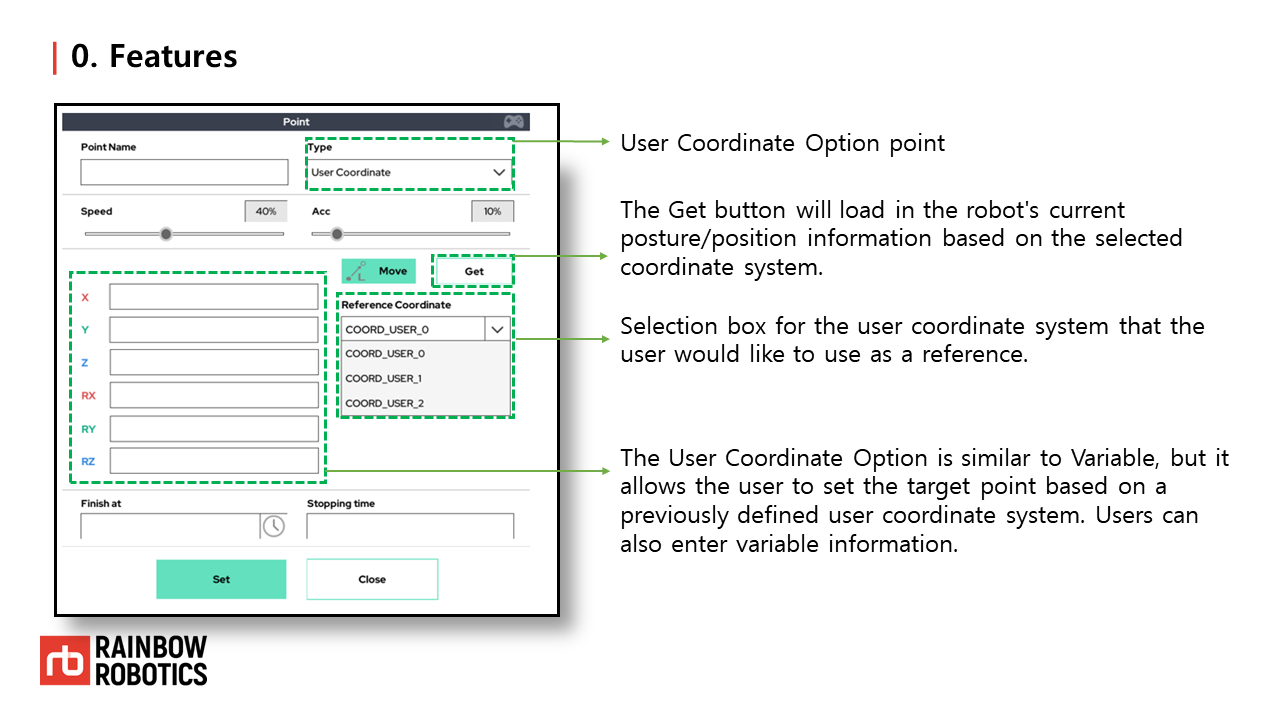 0. Features
Point
Point Name
Type
User Coordinate
Speed
40%
Acc
10%
Move
L
Get
X
Y
Z
RX
RY
RZ
Reference Coordinate
COORD_USER_0
COORD_USER_0
COORD_USER_1
COORD_USER_2
Finish at
Stopping time
Set
Close
User Coordinate Option point
The Get button will load in the robot's current
posture/position information based on the selected
coordinate system.
Selection box for the user coordinate system that the
user would like to use as a reference.
The User Coordinate Option is similar to Variable, but it
allows the user to set the target point based on a
previously defined user coordinate system. Users can
also enter variable information.
rb
RAINBOW
ROBOTICS